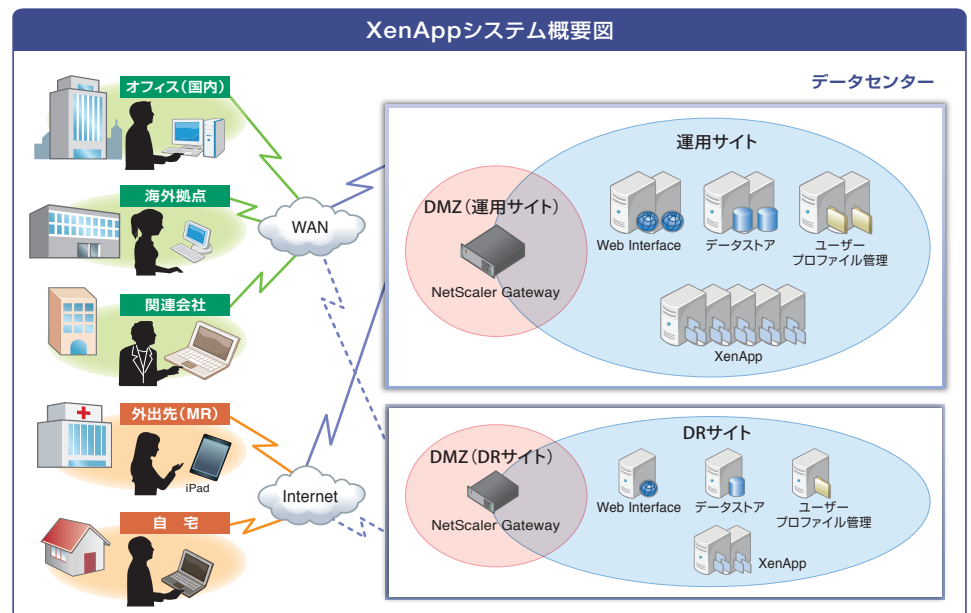 XenAppシステム概要図
オフィス（国内）
海外拠点
関連会社
外出先（MR）
iPad
自 宅
WAN
Internet
データセンター
運用サイト
DMZ（運用サイト）
NetScaler Gateway
Web Interface
データストア
ユーザー
プロファイル管理
XenApp
DRサイト
DMZ（DRサイト）
NetScaler Gateway
Web Interface
データストア
ユーザー
プロファイル管理
XenApp